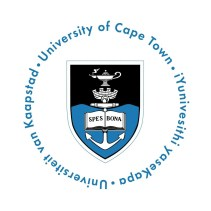 University of Cape Town · iYunivesithi yaseKapa · Universiteit van Kaapstad ·
SPES BONA